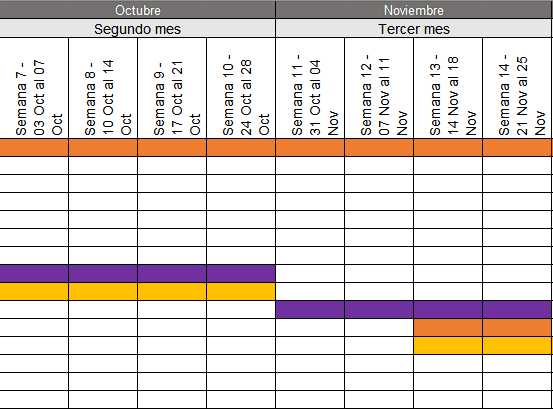 Octubre
Noviembre
Segundo mes
Tercer mes
Semana 7 -
03 Oct al 07
Oct
Semana 8 -
10 Oct al 14
Oct
Semana 9 -
17 Oct al 21
Oct
Semana 10 -
24 Oct al 28
Oct
Semana 11 -
31 Oct al 04
Nov
Semana 12 -
07 Nov al 11
Nov
Semana 13 -
14 Nov al 18
Nov
Semana 14 -
21 Nov al 25
Nov